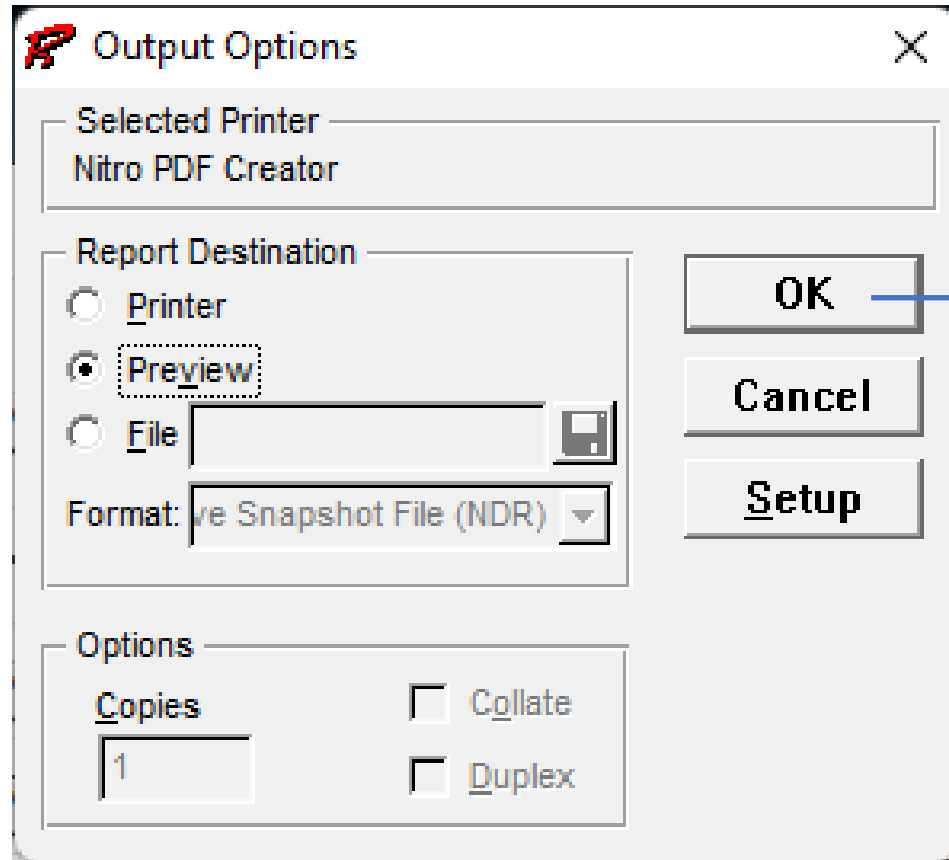 Output Options
Selected Printer
Nitro PDF Creator
Report Destination
Printer
Preview
File
Format: ve Snapshot File (NDR)
OK
Cancel
Setup
Options
Copies
1
Collate
Duplex